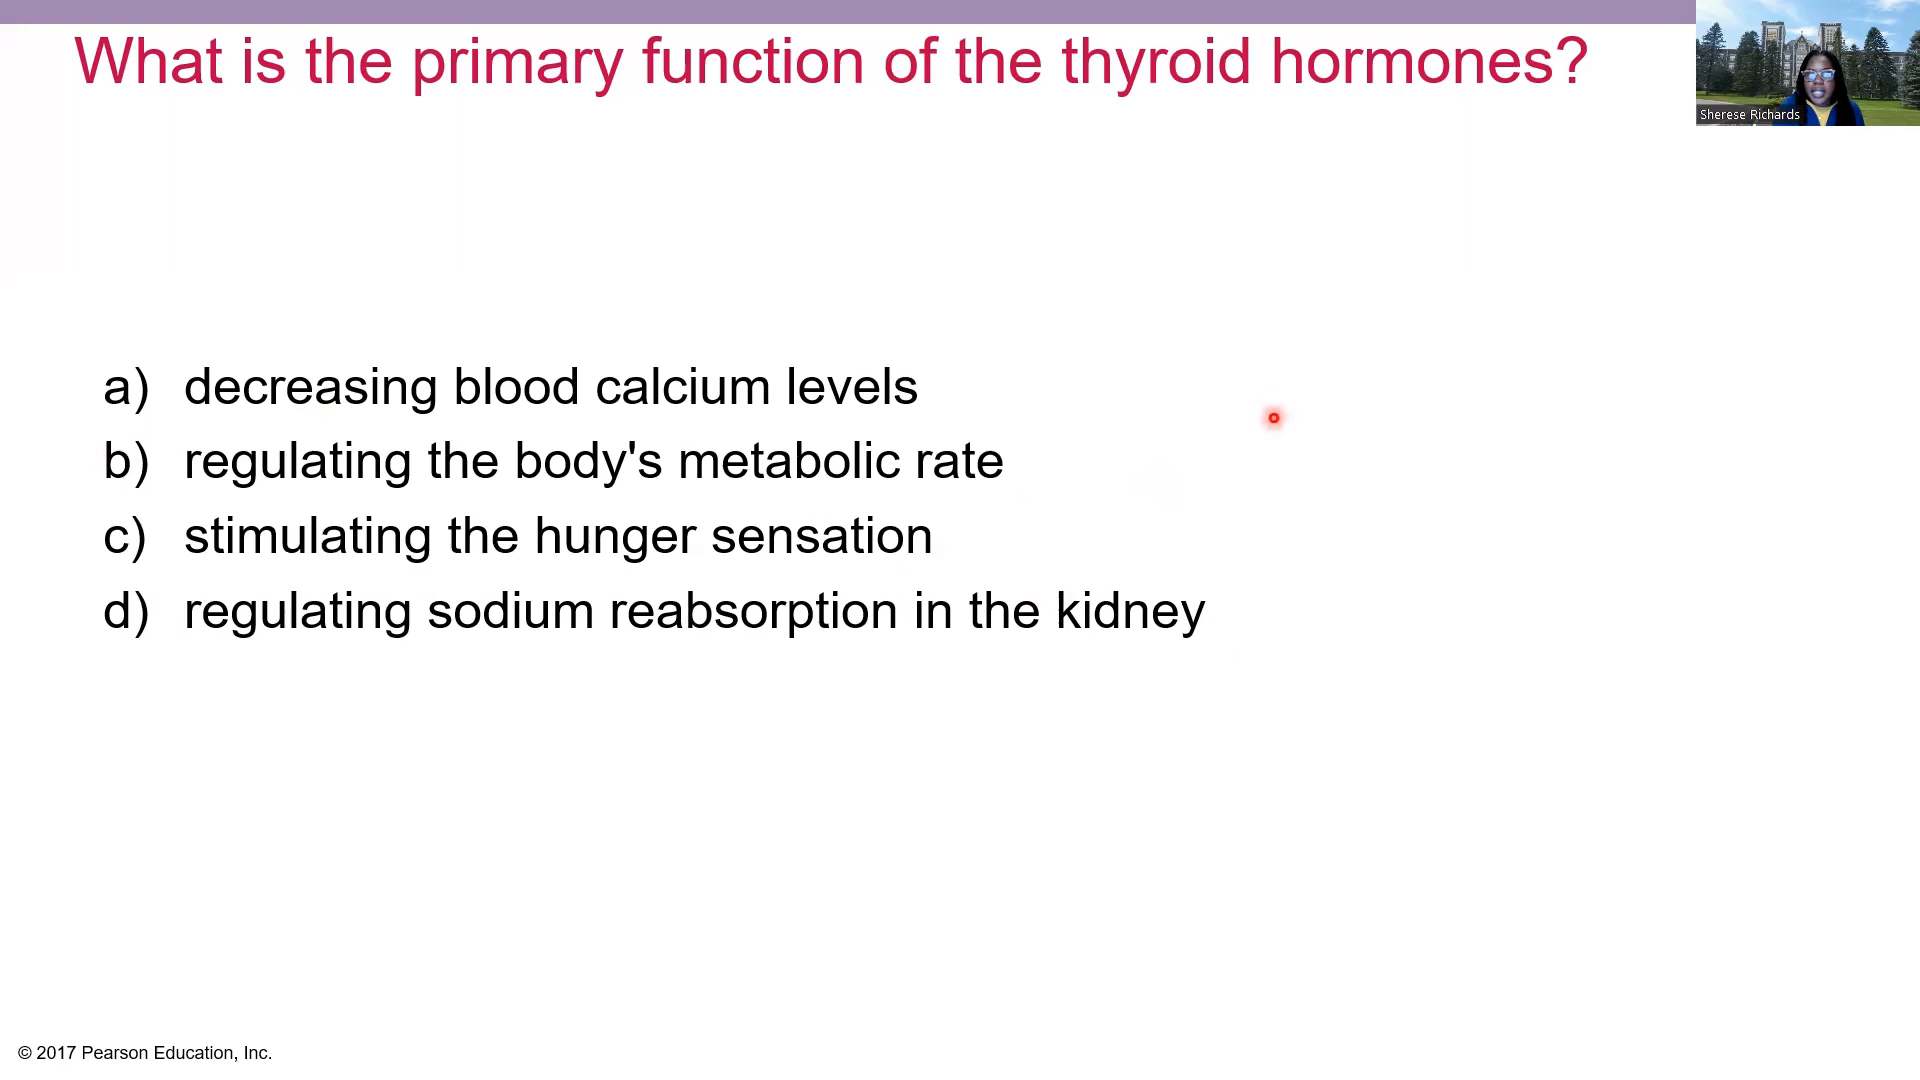 What is the primary function of the thyroid hormones?
Sherese Richards
a) decreasing blood calcium levels
b) regulating the body's metabolic rate
c) stimulating the hunger sensation
d) regulating sodium reabsorption in the kidney
© 2017 Pearson Education, Inc.